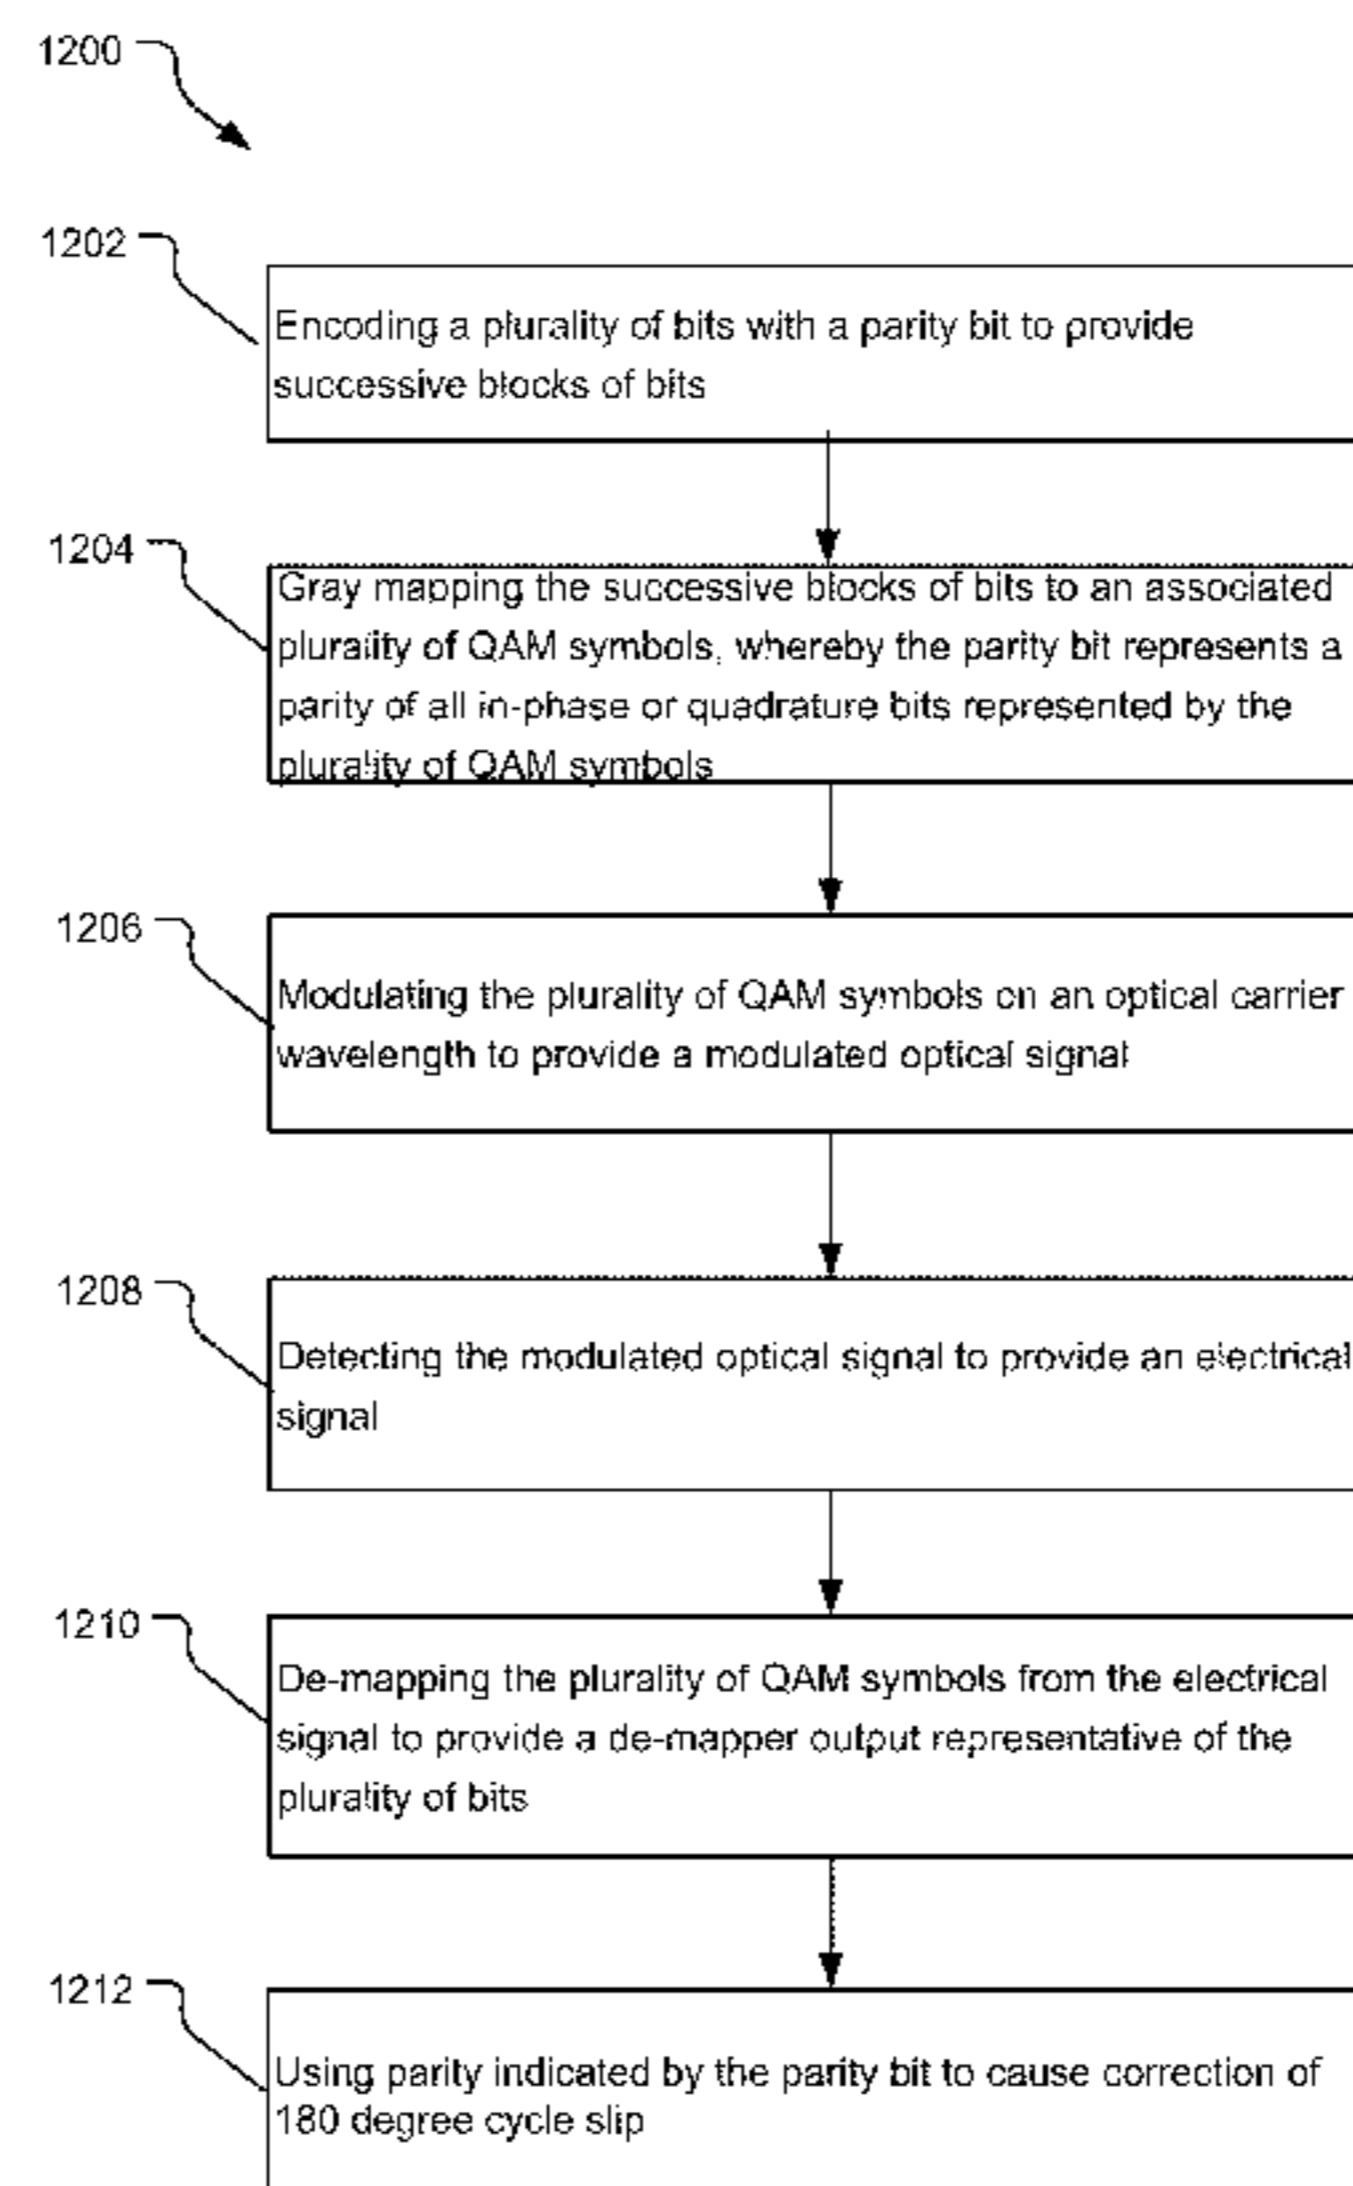 1200
1202
Encoding a plurality of bits with a parity bit to provide
successive blocks of bits
1204
Gray mapping the successive blocks of bits to an associated
plurality of QAM symbols, whereby the parity bit represents a
parity of all in-phase or quadrature bits represented by the
plurality of QAM symbols
1206
Modulating the plurality of QAM symbols on an optical carrier
wavelength to provide a modulated optical signal
1208
Detecting the modulated optical signal to provide an electrical
signal
1210
De-mapping the plurality of QAM symbols from the electrical
signal to provide a de-mapper output representative of the
plurality of bits
1212
Using parity indicated by the parity bit to cause correction of
180 degree cycle slip